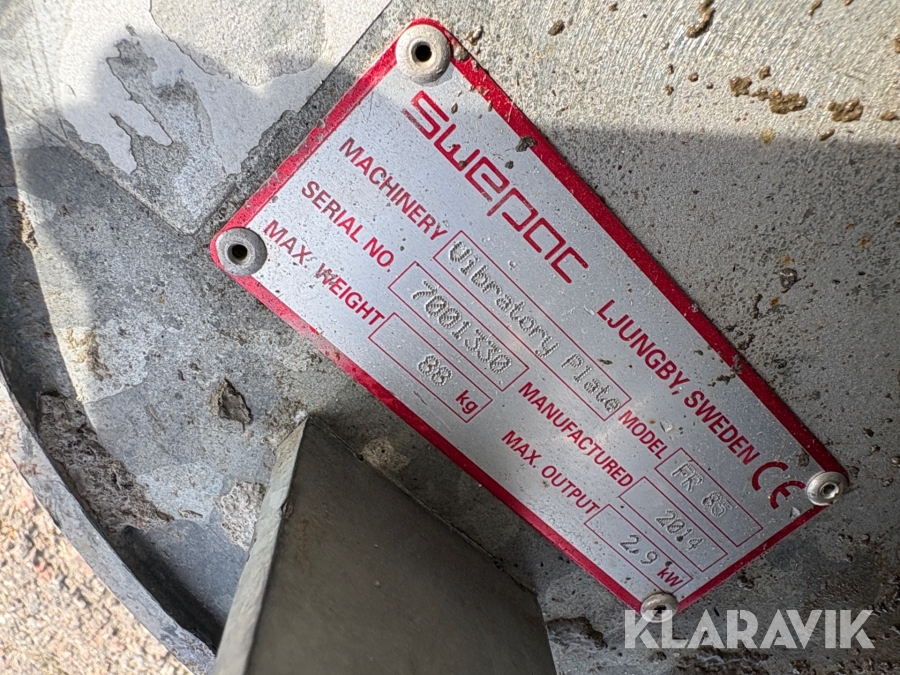 swepac LJUNGBY, SWEDEN CE
MACHINERY Vibratory Plate MODEL FR 85
SERIAL NO. 7001330 MANUFACTURED 2014
MAX. WEIGHT 88 kg MAX. OUTPUT 2,9 kW
KLARAVIK